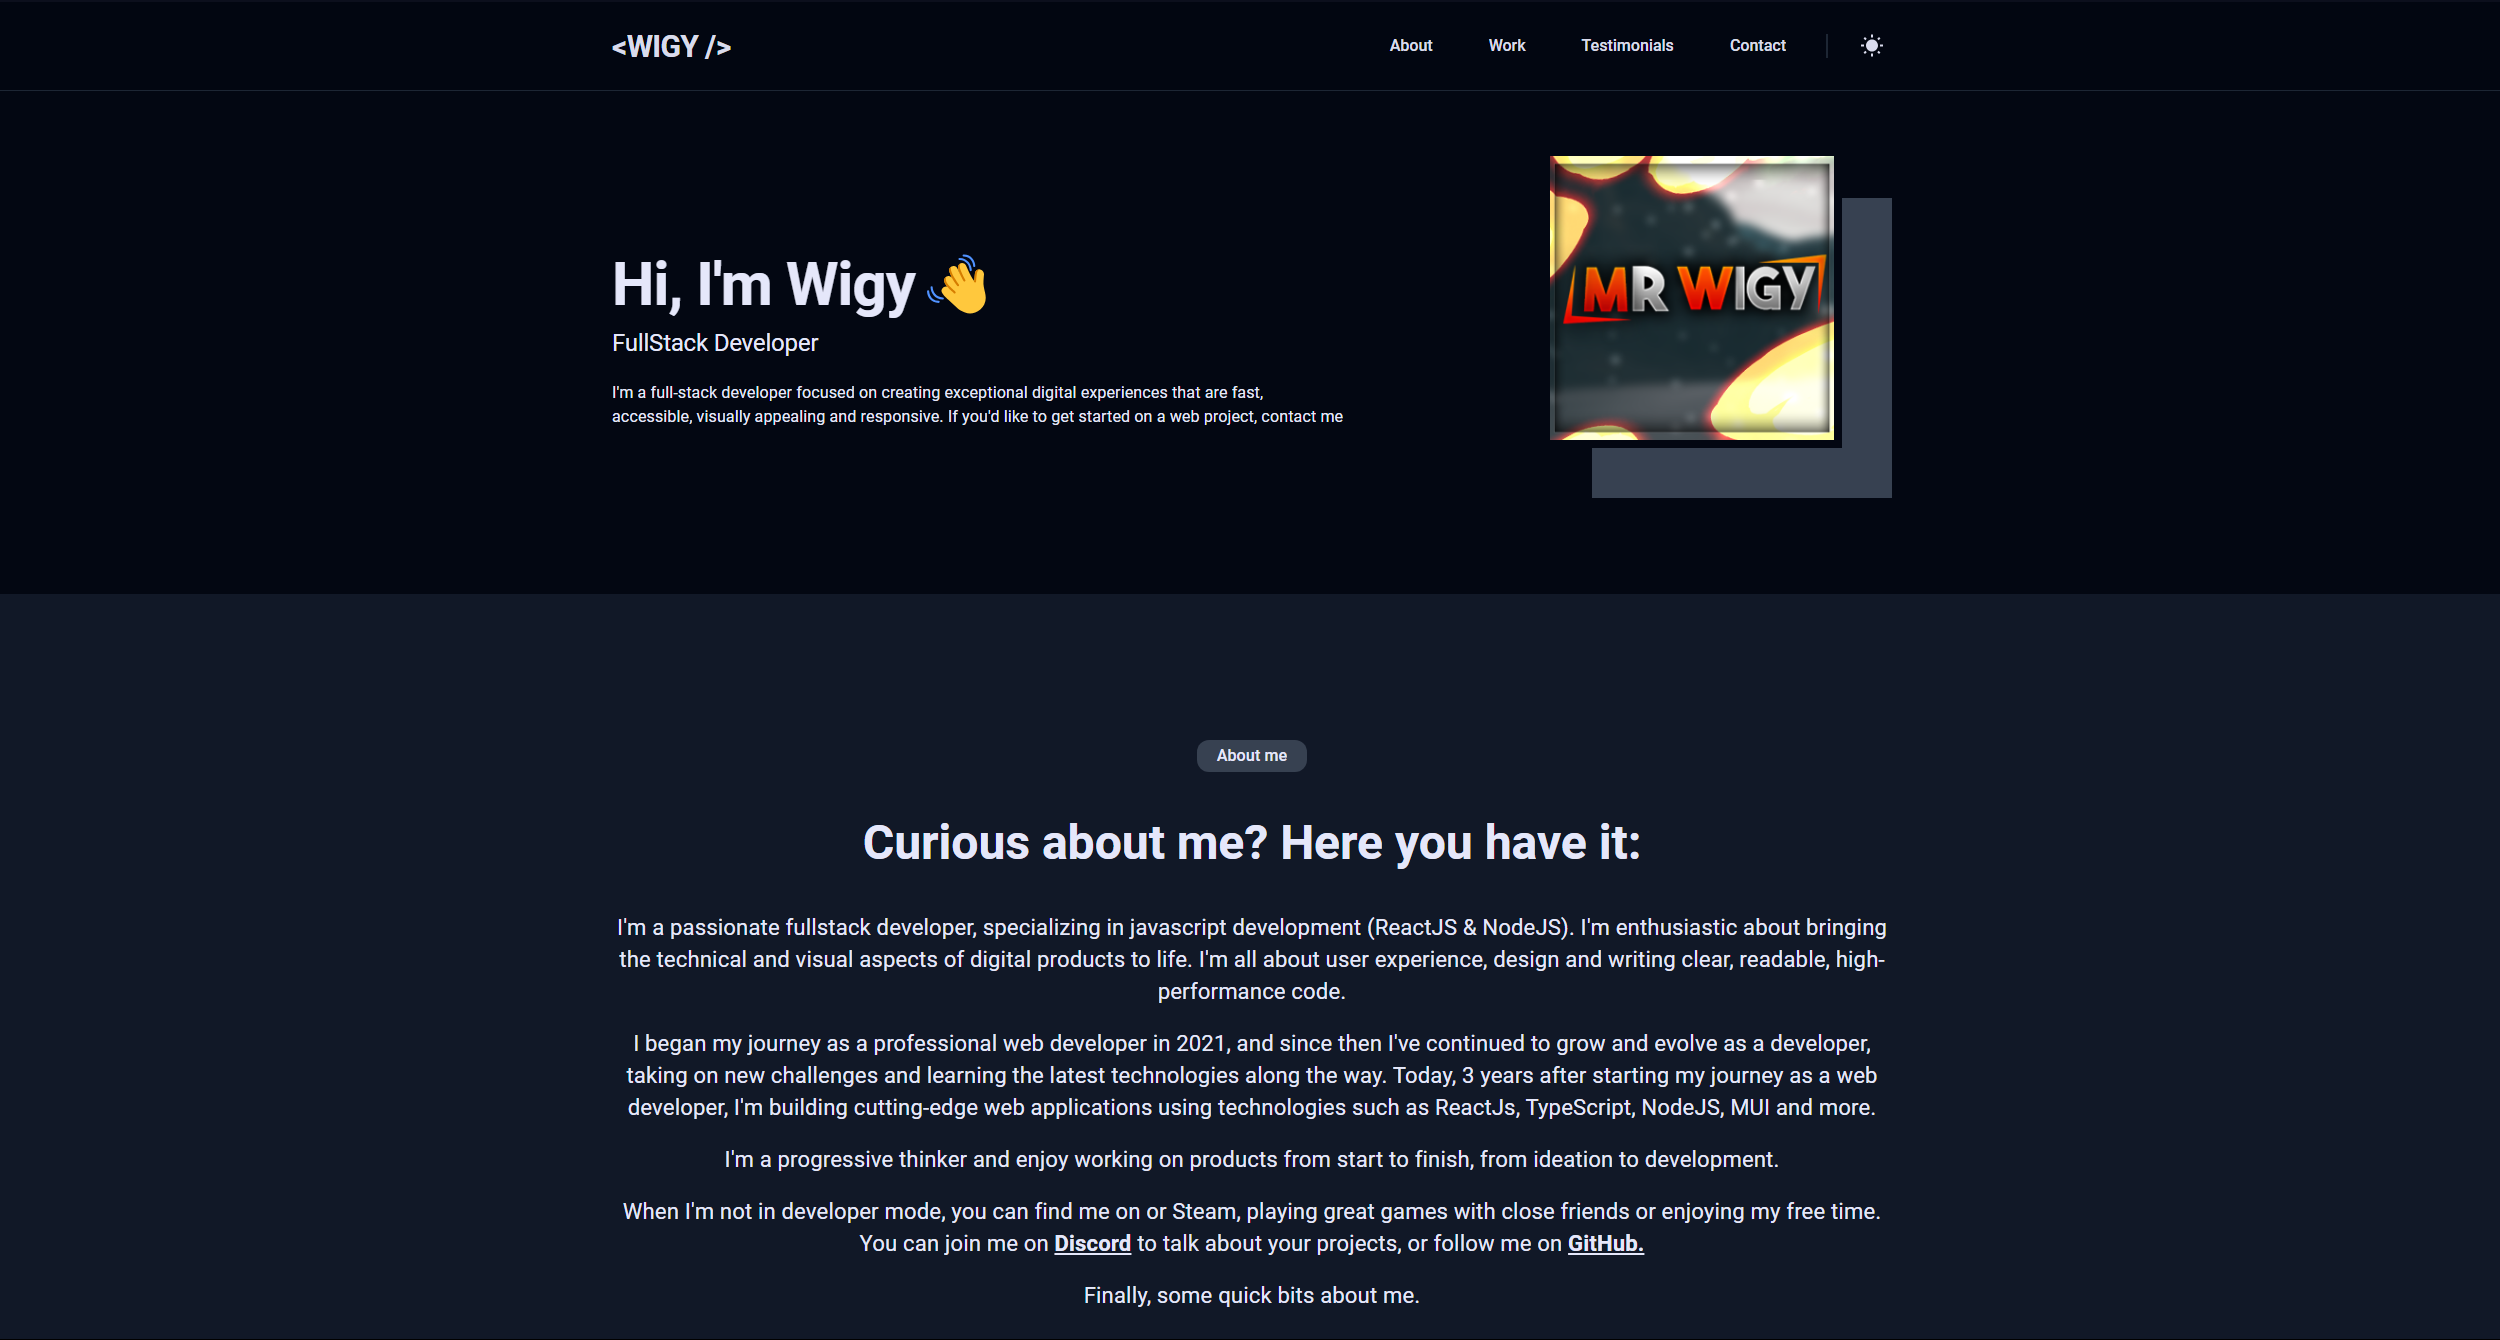 <WIGY />
About Work Testimonials Contact
Hi, I'm Wigy
FullStack Developer
I'm a full-stack developer focused on creating exceptional digital experiences that are fast,
accessible, visually appealing and responsive. If you'd like to get started on a web project, contact me
MR WIGY
About me
Curious about me? Here you have it:
I'm a passionate fullstack developer, specializing in javascript development (ReactJS & NodeJS). I'm enthusiastic about bringing
the technical and visual aspects of digital products to life. I'm all about user experience, design and writing clear, readable, high-
performance code.
I began my journey as a professional web developer in 2021, and since then I've continued to grow and evolve as a developer,
taking on new challenges and learning the latest technologies along the way. Today, 3 years after starting my journey as a web
developer, I'm building cutting-edge web applications using technologies such as ReactJs, TypeScript, NodeJS, MUI and more.
I'm a progressive thinker and enjoy working on products from start to finish, from ideation to development.
When I'm not in developer mode, you can find me on or Steam, playing great games with close friends or enjoying my free time.
You can join me on Discord to talk about your projects, or follow me on GitHub.
Finally, some quick bits about me.